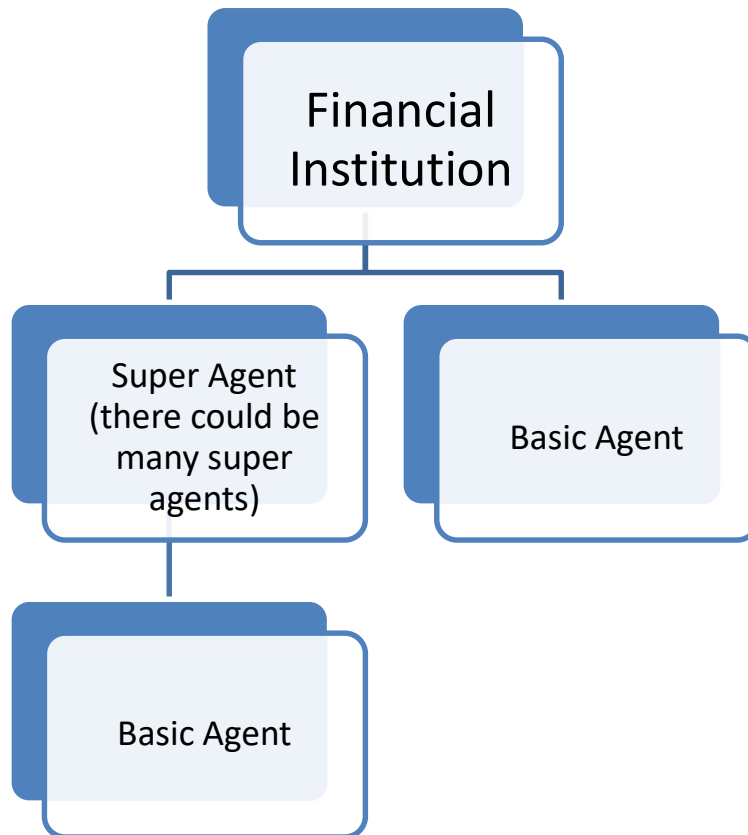 Financial
Institution
Super Agent
(there could be
many super
agents)
Basic Agent
Basic Agent